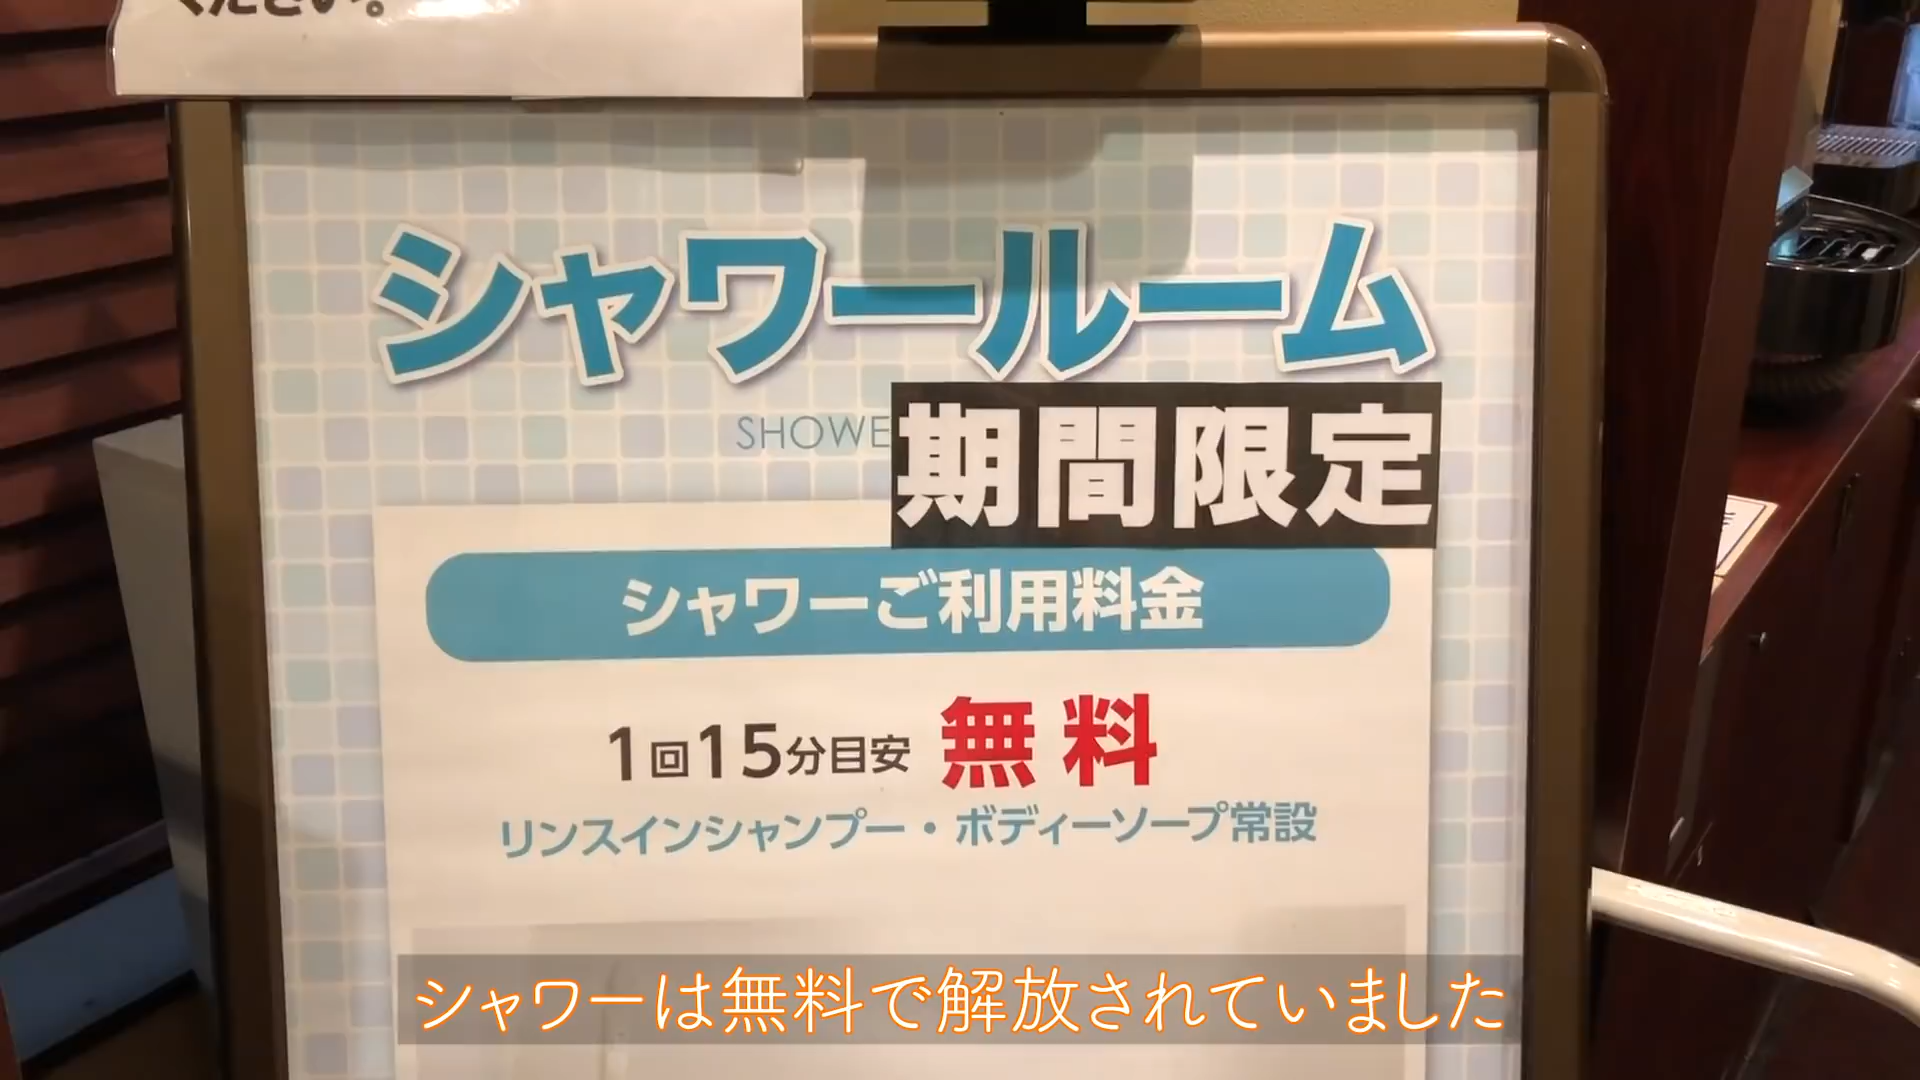 ください。
シャワールーム
SHOWE
期間限定
シャワーご利用料金
1回15分目安 無料
リンスインシャンプー・ボディーソープ常設
シャワーは無料で解放されていました